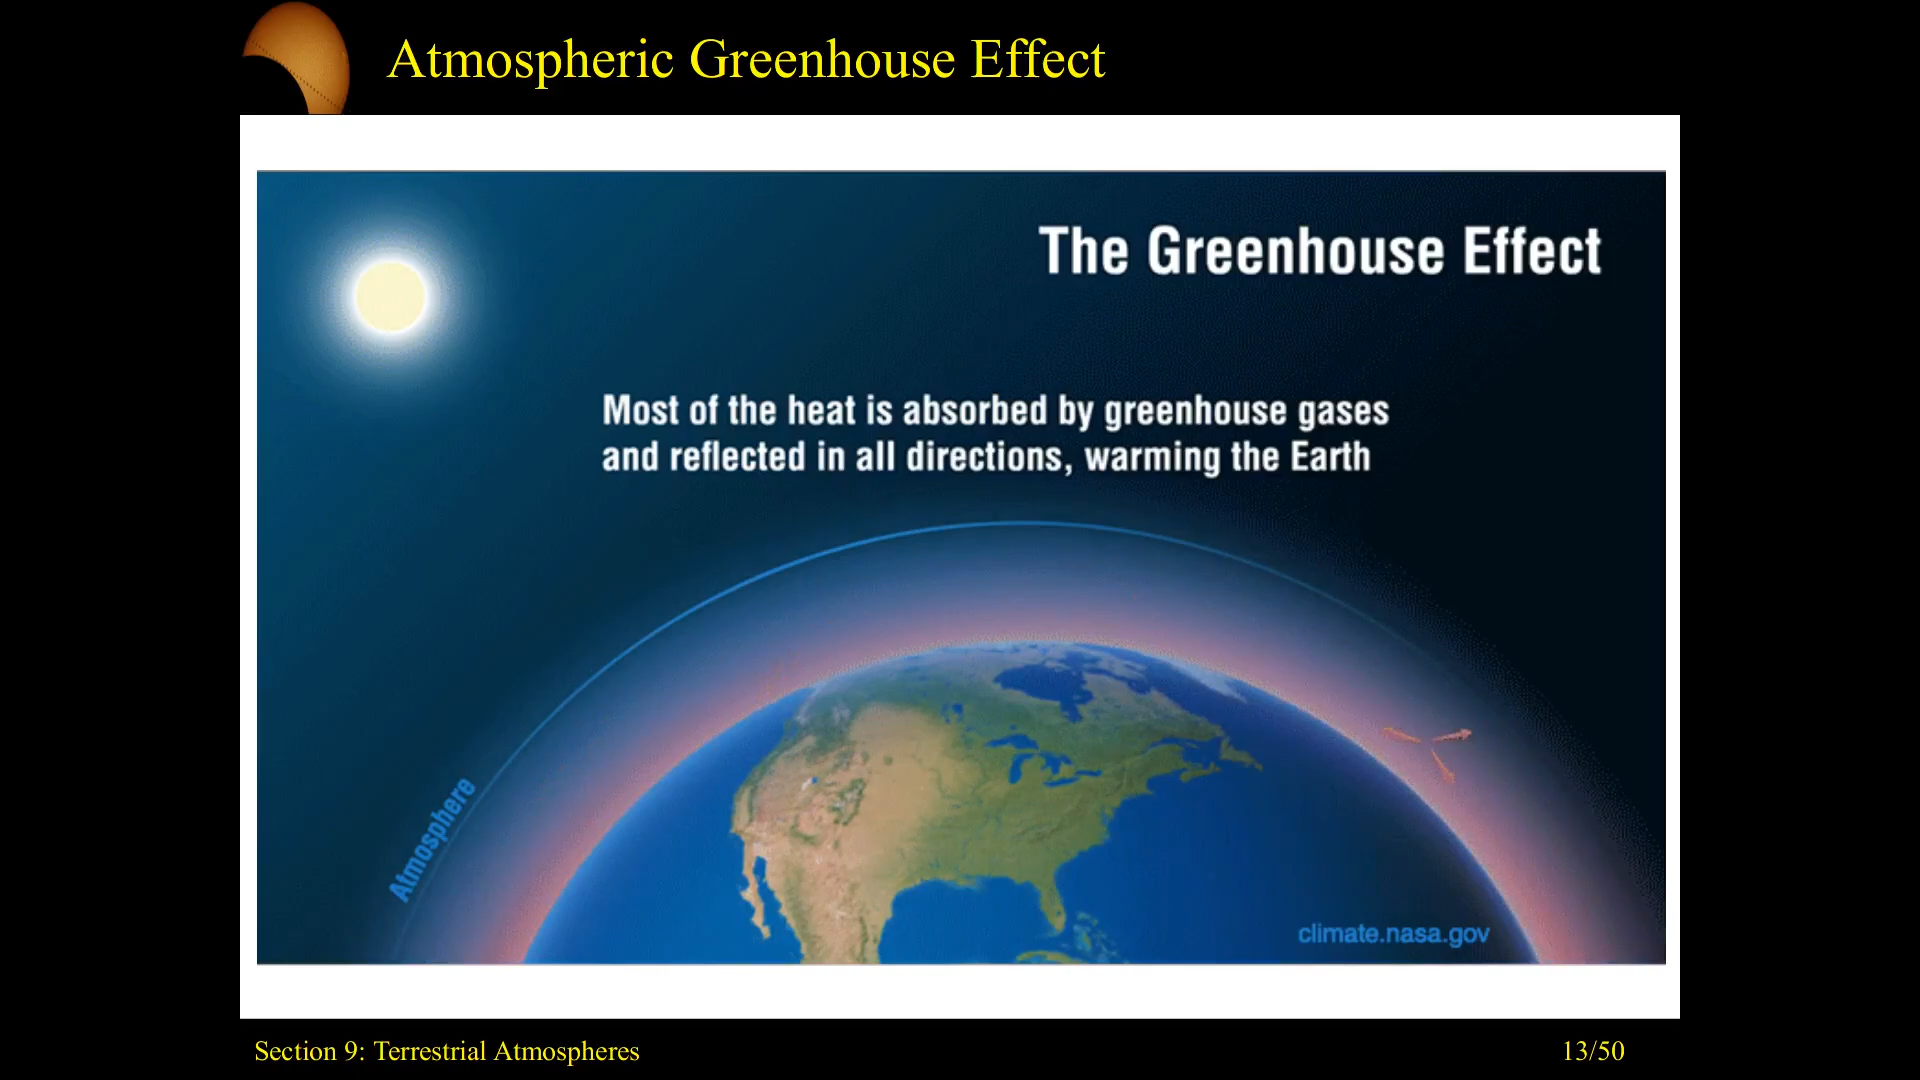 Atmospheric Greenhouse Effect
The Greenhouse Effect
Most of the heat is absorbed by greenhouse gases
and reflected in all directions, warming the Earth
Atmosphere
climate.nasa.gov
Section 9: Terrestrial Atmospheres
13/50